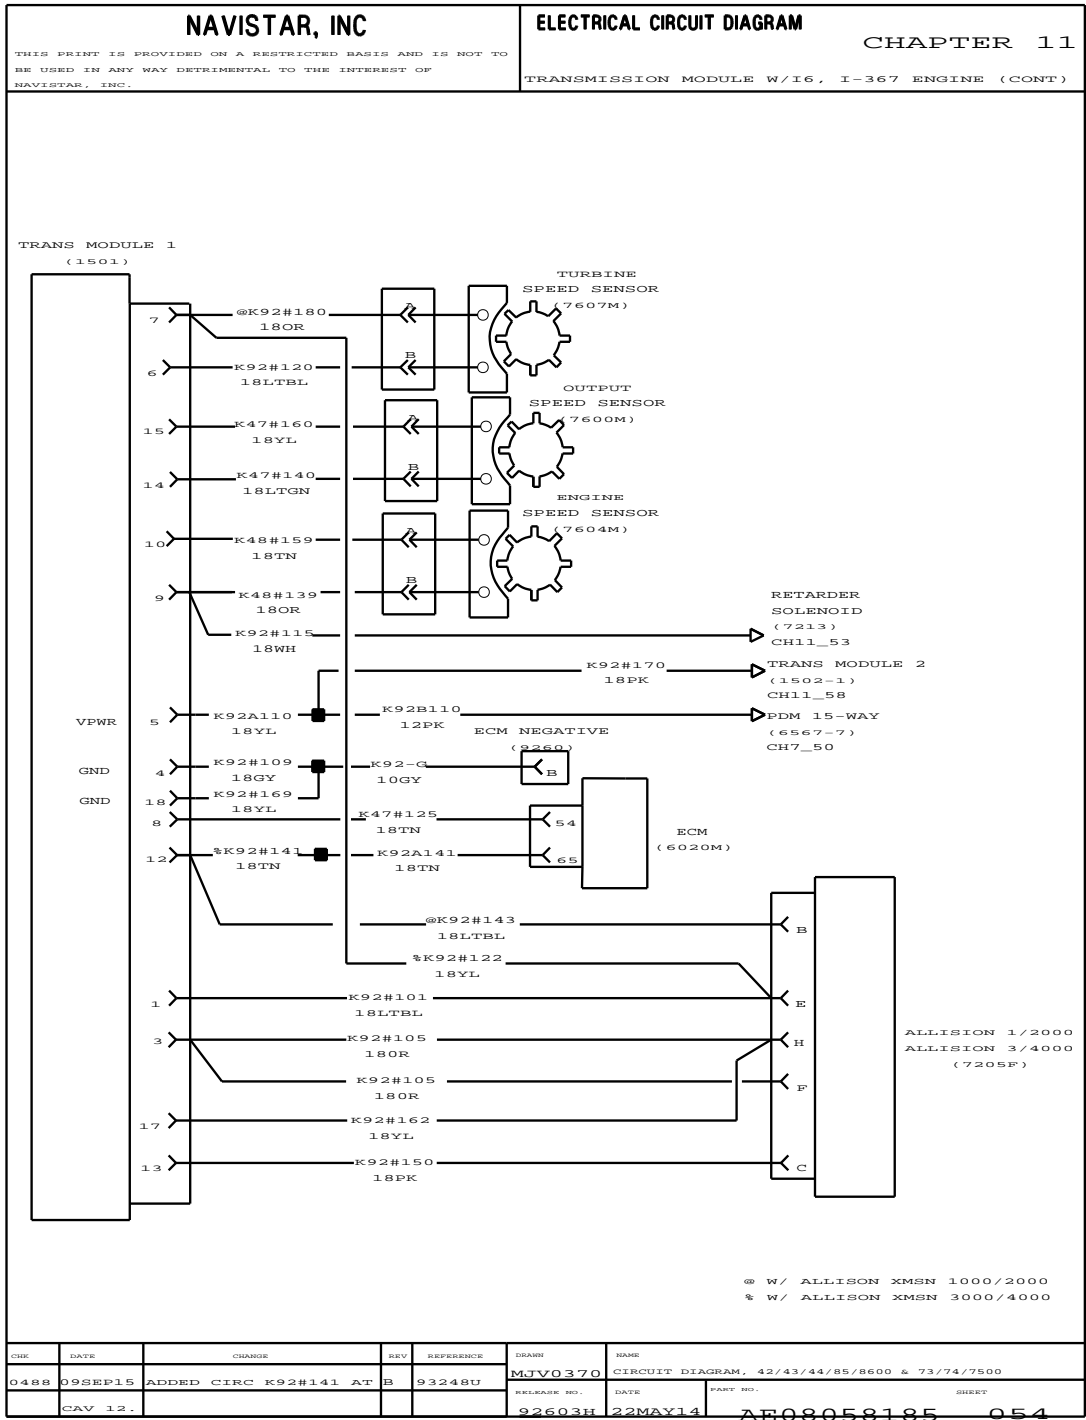 NAVISTAR, INC
THIS PRINT IS PROVIDED ON A RESTRICTED BASIS AND IS NOT TO
BE USED IN ANY WAY DETRIMENTAL TO THE INTEREST OF
NAVISTAR, INC.
ELECTRICAL CIRCUIT DIAGRAM
CHAPTER 11
TRANSMISSION MODULE W/I6, I-367 ENGINE (CONT)
TRANS MODULE 1
(1501)
TURBINE
SPEED SENSOR
(7607M)
7
@K92#180
18OR
A
6
K92#120
18LTBL
B
OUTPUT
SPEED SENSOR
(7600M)
15
K47#160
18YL
A
14
K47#140
18LTGN
B
ENGINE
SPEED SENSOR
(7604M)
10
K48#159
18TN
A
9
K48#139
18OR
B
K92#115
18WH
RETARDER
SOLENOID
(7213)
CH11_53
K92#170
18PK
TRANS MODULE 2
(1502-1)
CH11_58
VPWR
5
K92A110
18YL
K92B110
12PK
PDM 15-WAY
(6567-7)
CH7_50
ECM NEGATIVE
(9260)
GND
4
K92#109
18GY
K92-G
10GY
B
GND
18
K92#169
18YL
8
K47#125
18TN
54
ECM
(6020M)
12
%K92#141
18TN
K92A141
18TN
65
@K92#143
18LTBL
B
%K92#122
18YL
1
K92#101
18LTBL
E
3
K92#105
180R
H
ALLISION 1/2000
ALLISION 3/4000
(7205F)
K92#105
180R
F
17
K92#162
18YL
13
K92#150
18PK
C
@ W/ ALLISON XMSN 1000/2000
% W/ ALLISON XMSN 3000/4000
CHK DATE CHANGE REV REFERENCE
0488 09SEP15 ADDED CIRC K92#141 AT B 93248U
CAV 12.
DRAWN
MJV0370
NAME
CIRCUIT DIAGRAM, 42/43/44/85/8600 & 73/74/7500
RELEASE NO.
92603H
DATE
22MAY14
PART NO.
AE08058185
SHEET
054